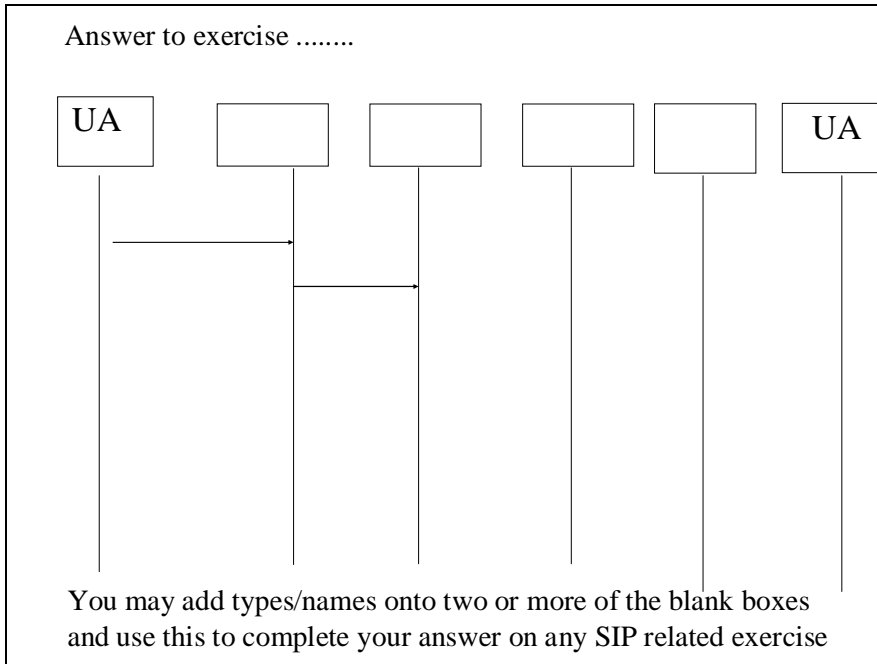 Answer to exercise ........
UA
UA
You may add types/names onto two or more of the blank boxes
and use this to complete your answer on any SIP related exercise